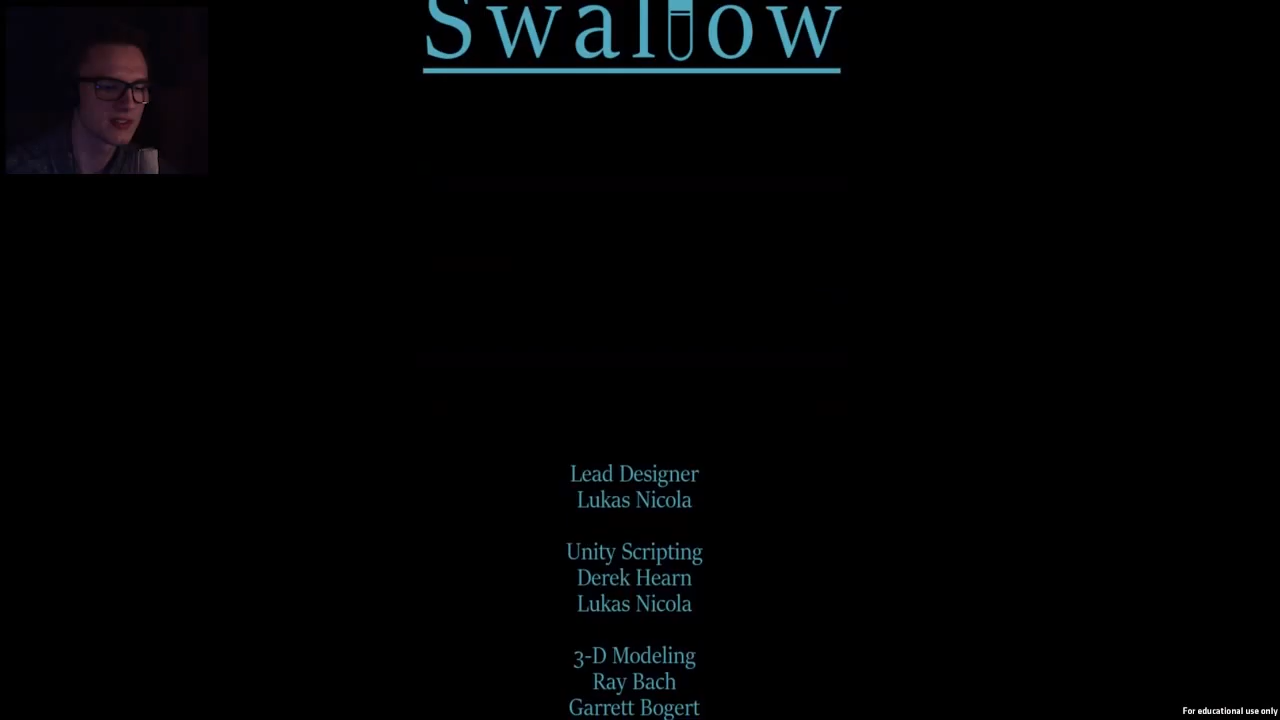 Swallow
Lead Designer
Lukas Nicola
Unity Scripting
Derek Hearn
Lukas Nicola
3-D Modeling
Ray Bach
Garrett Bogert
For educational use only